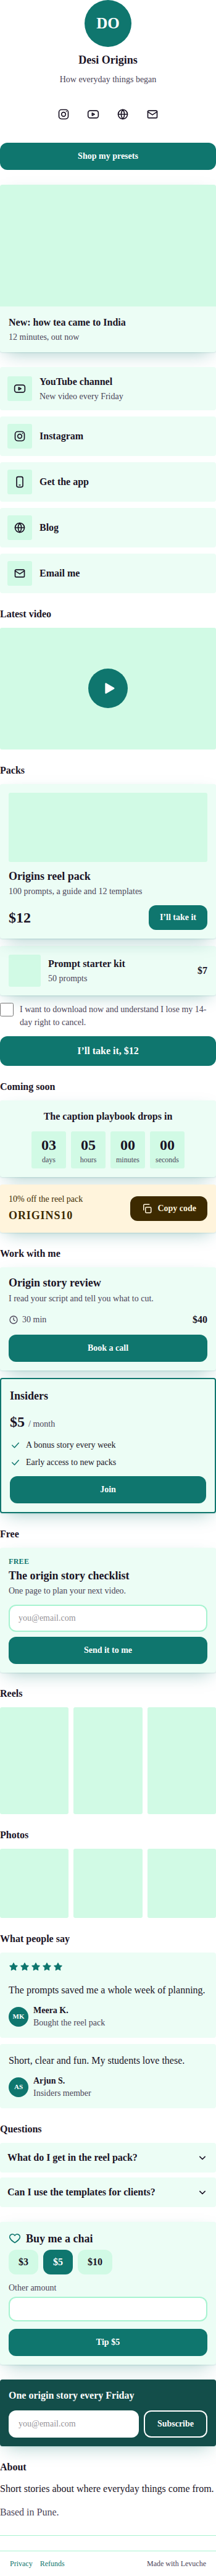 DO
Desi Origins
How everyday things began
Shop my presets
New: how tea came to India
12 minutes, out now
YouTube channel
New video every Friday
Instagram
Get the app
Blog
Email me
Latest video
Packs
Origins reel pack
100 prompts, a guide and 12 templates
$12
I'll take it
Prompt starter kit
50 prompts
$7
I want to download now and understand I lose my 14-
day right to cancel.
I'll take it, $12
Coming soon
The caption playbook drops in
03 05 00 00
days hours minutes seconds
10% off the reel pack
ORIGINS10
Copy code
Work with me
Origin story review
I read your script and tell you what to cut.
30 min
$40
Book a call
Insiders
$5 / month
A bonus story every week
Early access to new packs
Join
Free
FREE
The origin story checklist
One page to plan your next video.
you@email.com
Send it to me
Reels
Photos
What people say
The prompts saved me a whole week of planning.
MK
Meera K.
Bought the reel pack
Short, clear and fun. My students love these.
AS
Arjun S.
Insiders member
Questions
What do I get in the reel pack?
Can I use the templates for clients?
Buy me a chai
$3 $5 $10
Other amount
Tip $5
One origin story every Friday
you@email.com
Subscribe
About
Short stories about where everyday things come from.
Based in Pune.
Privacy Refunds
Made with Levuche